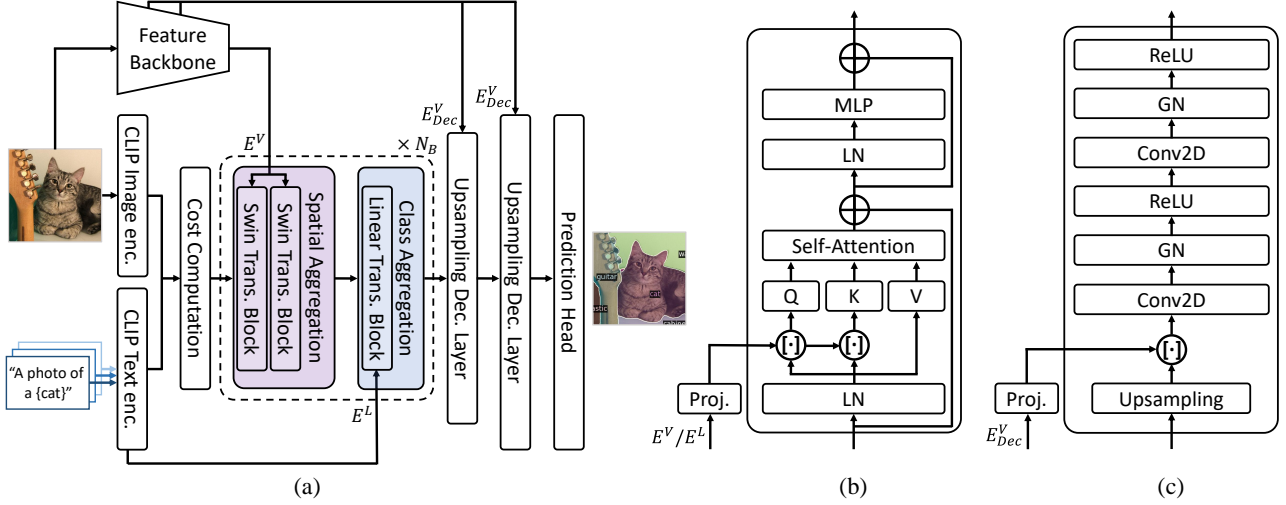 Feature
Backbone
CLIP Image enc.
CLIP Text enc.
"A photo of
a {cat}"
Cost Computation
E^V
Swin Trans. Block
Swin Trans. Block
Spatial Aggregation
Linear Trans. Block
Class Aggregation
× N_B
E^L
E^V_Dec
Upsampling Dec. Layer
E^V_Dec
Upsampling Dec. Layer
Prediction Head
guitar
cat
(a)
MLP
LN
Self-Attention
Q K V
[·] [·]
Proj.
LN
E^V/E^L
(b)
ReLU
GN
Conv2D
ReLU
GN
Conv2D
[·]
Proj.
Upsampling
E^V_Dec
(c)